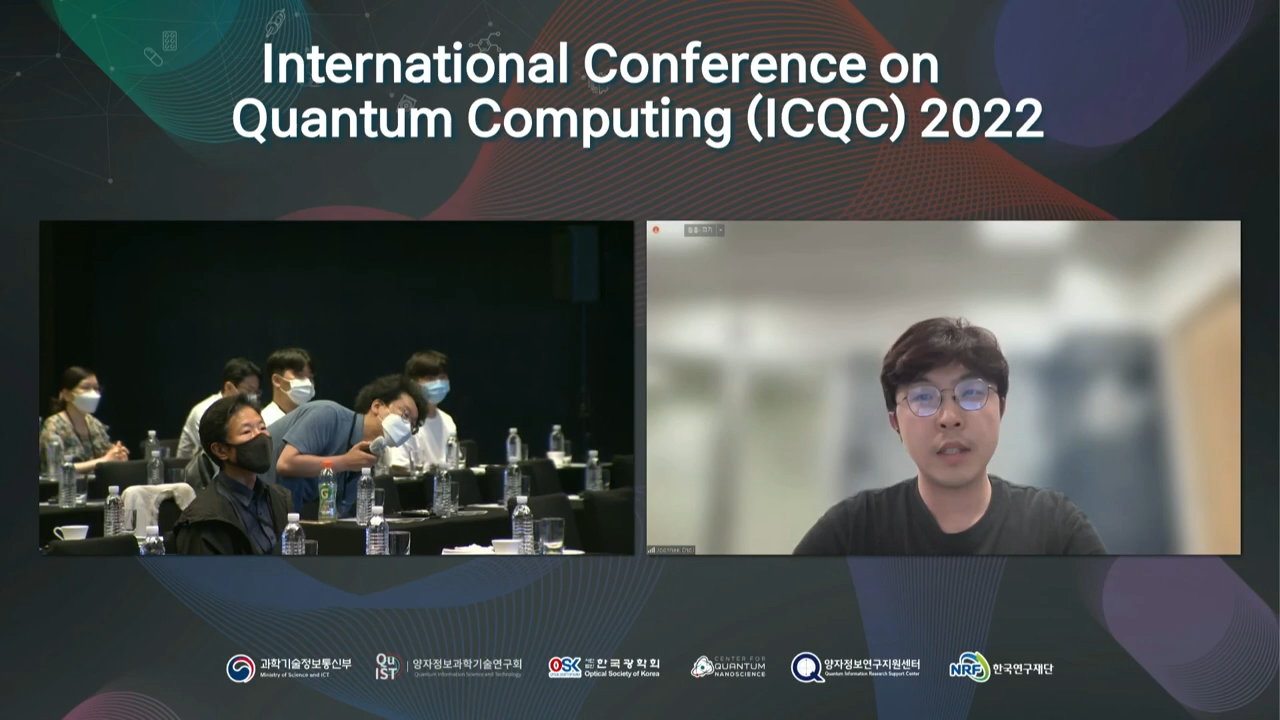 International Conference on
Quantum Computing (ICQC) 2022
과학기술정보통신부
Ministry of Science and ICT
Qu
IST
양자정보과학기술연구회
Quantum Information Science and Technology
OSK
한국광학회
Optical Society of Korea
CENTER FOR
QUANTUM
NANOSCIENCE
양자정보연구지원센터
Quantum Information Research Support Center
NRF
한국연구재단